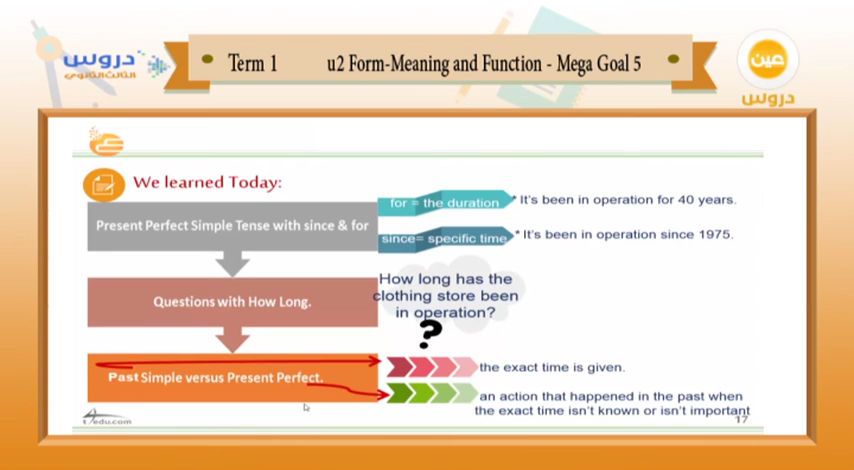 دروس
الثالث الثانوي
Term 1 u2 Form-Meaning and Function - Mega Goal 5
عين
دروس
We learned Today:
Present Perfect Simple Tense with since & for
for = the duration
* It's been in operation for 40 years.
since= specific time
* It's been in operation since 1975.
Questions with How Long.
How long has the
clothing store been
in operation?
?
Past Simple versus Present Perfect.
the exact time is given.
an action that happened in the past when
the exact time isn't known or isn't important
17